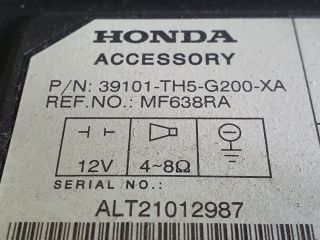 HONDA
ACCESSORY
P/N: 39101-TH5-G200-XA
REF.NO.: MF638RA
12V 4~8Ω
SERIAL NO.:
ALT21012987